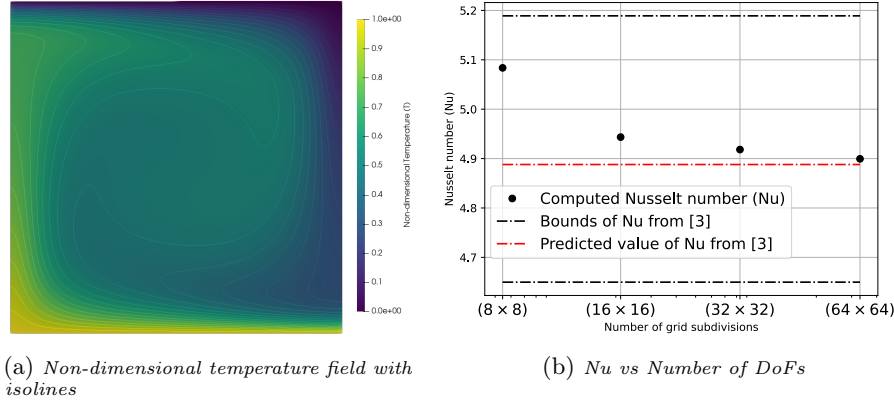 1.0e+00
0.9
0.8
0.7
0.6
0.5
0.4
0.3
0.2
0.1
0.0e+00
Non-dimensional Temperature (T)
(a) Non-dimensional temperature field with
isolines
5.2
5.1
5.0
4.9
4.8
4.7
Nusselt number (Nu)
Computed Nusselt number (Nu)
Bounds of Nu from [3]
Predicted value of Nu from [3]
(8 × 8)
(16 × 16)
(32 × 32)
(64 × 64)
Number of grid subdivisions
(b) Nu vs Number of DoFs